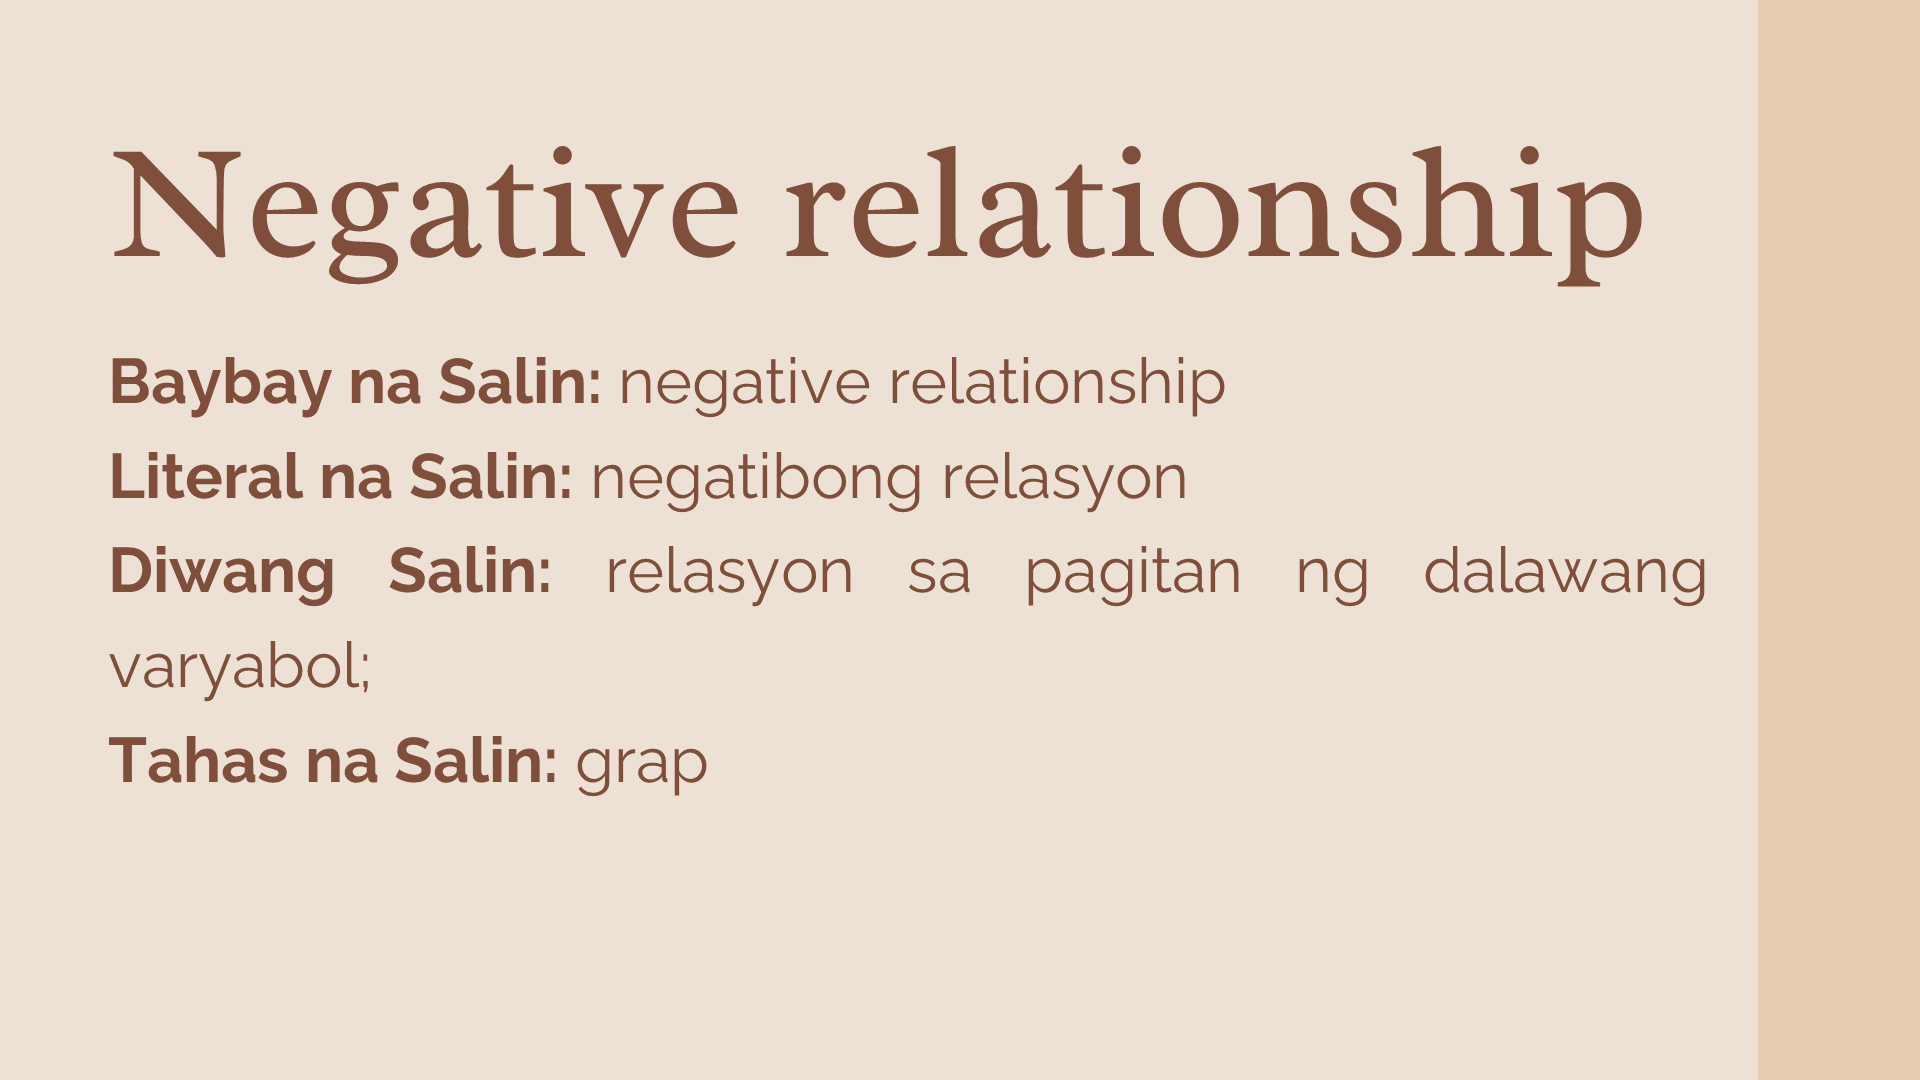 Negative relationship
Baybay na Salin: negative relationship
Literal na Salin: negatibong relasyon
Diwang Salin: relasyon sa pagitan ng dalawang
varyabol;
Tahas na Salin: grap